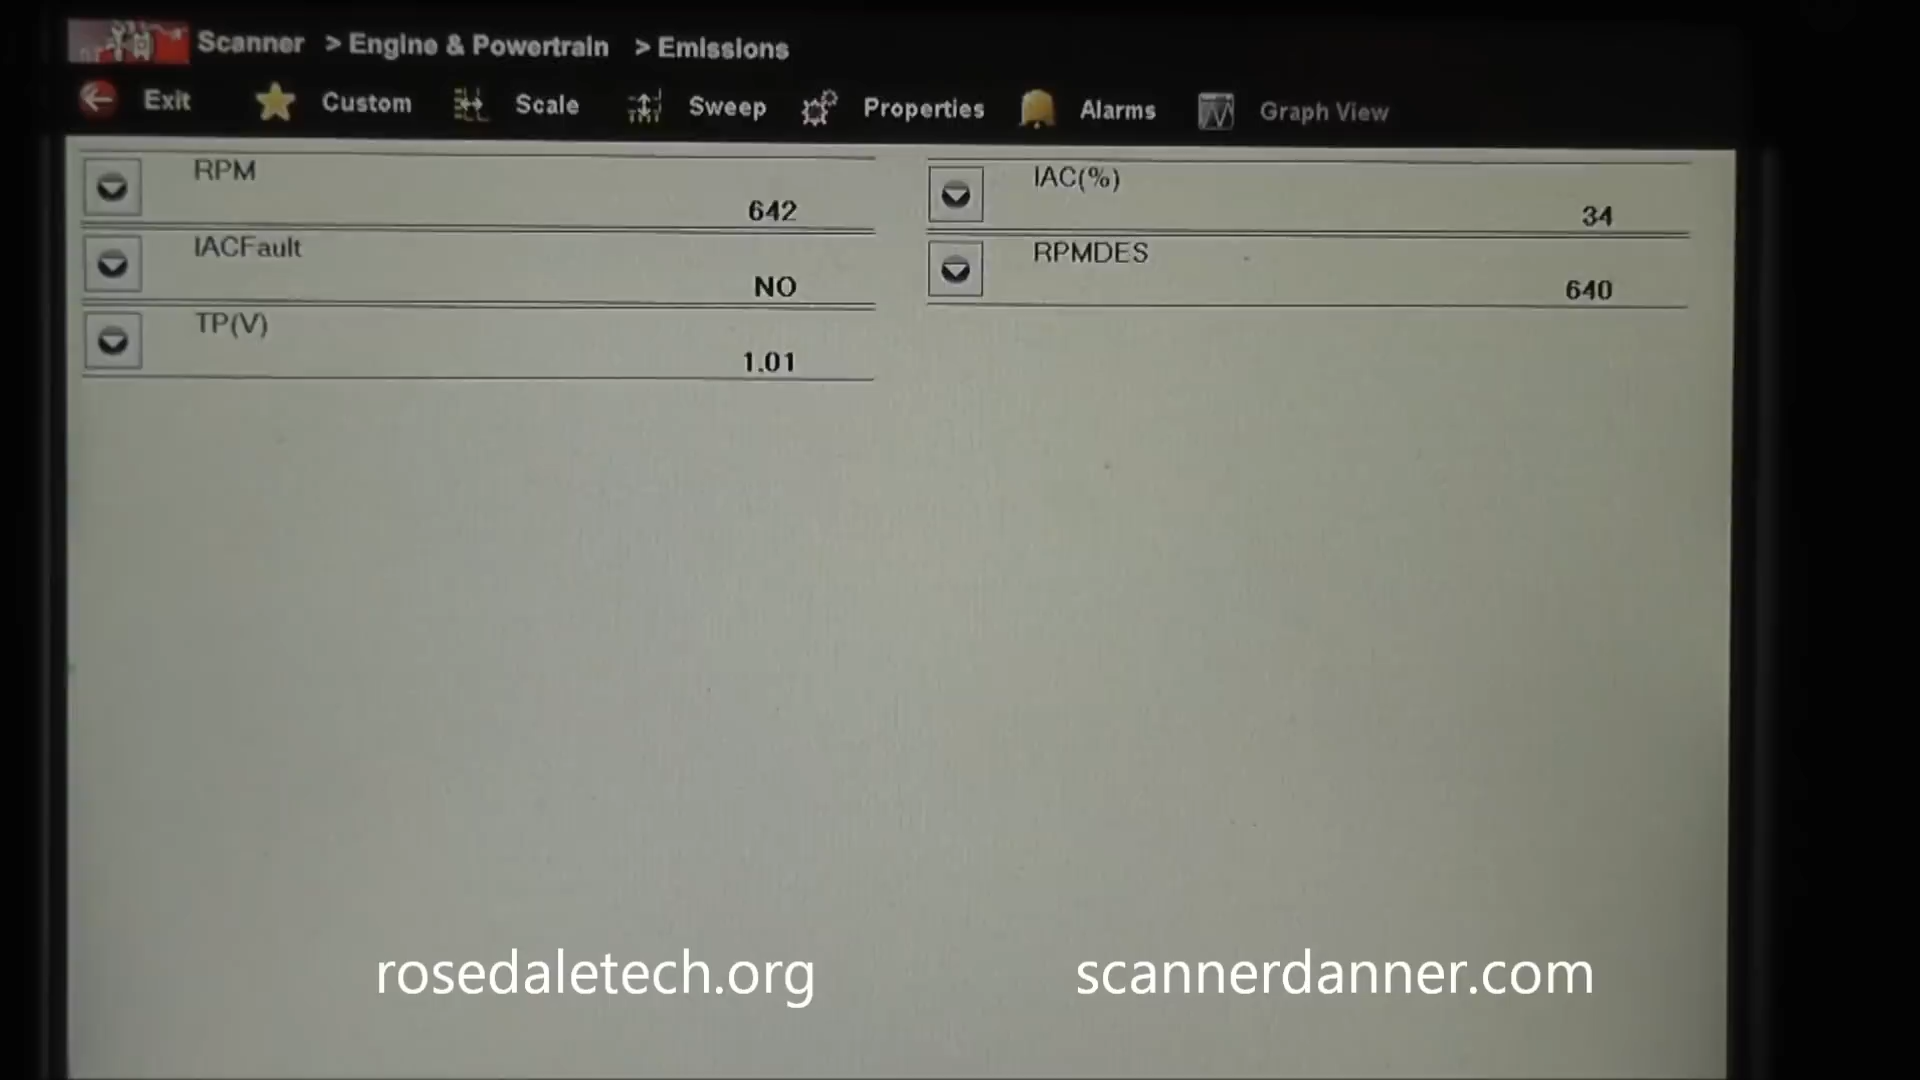 Scanner > Engine & Powertrain > Emissions
Exit Custom Scale Sweep Properties Alarms Graph View
RPM 642
IACFault NO
TP(V) 1.01
IAC(%) 34
RPMDES 640
rosedaletech.org
scannerdanner.com